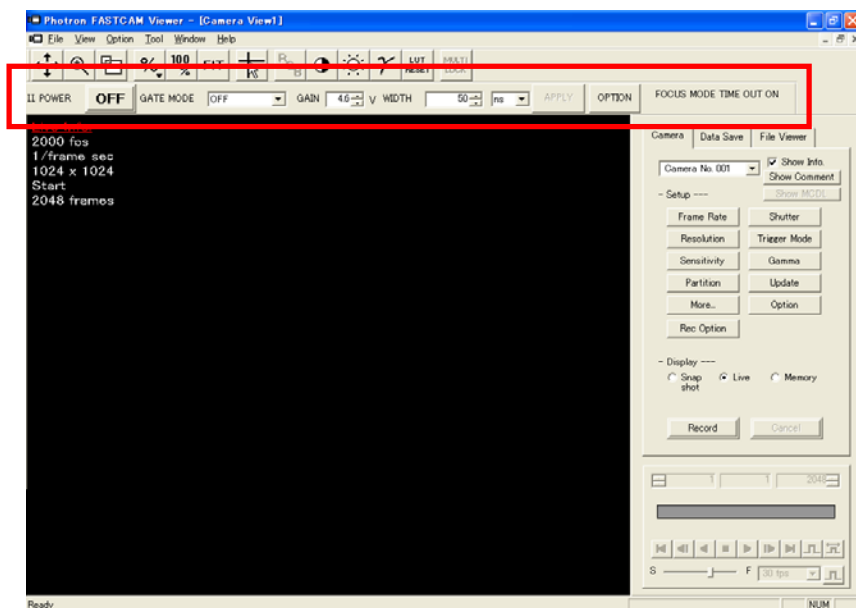 Photron FASTCAM Viewer - [Camera View1]
File View Option Tool Window Help
% 100 % FIT LUT RESET MULTI LOCK
II POWER OFF GATE MODE OFF GAIN 4.6 V WIDTH 50 ns APPLY OPTION FOCUS MODE TIME OUT ON
2000 fps
1/frame sec
1024 x 1024
Start
2048 frames
Camera Data Save File Viewer
Camera No. 001 Show Info.
Show Comment
- Setup --- Show MCDL
Frame Rate Shutter
Resolution Trigger Mode
Sensitivity Gamma
Partition Update
More... Option
Rec Option
- Display ---
Snap shot Live Memory
Record Cancel
1 1 2048
S F 30 fps
Ready NUM